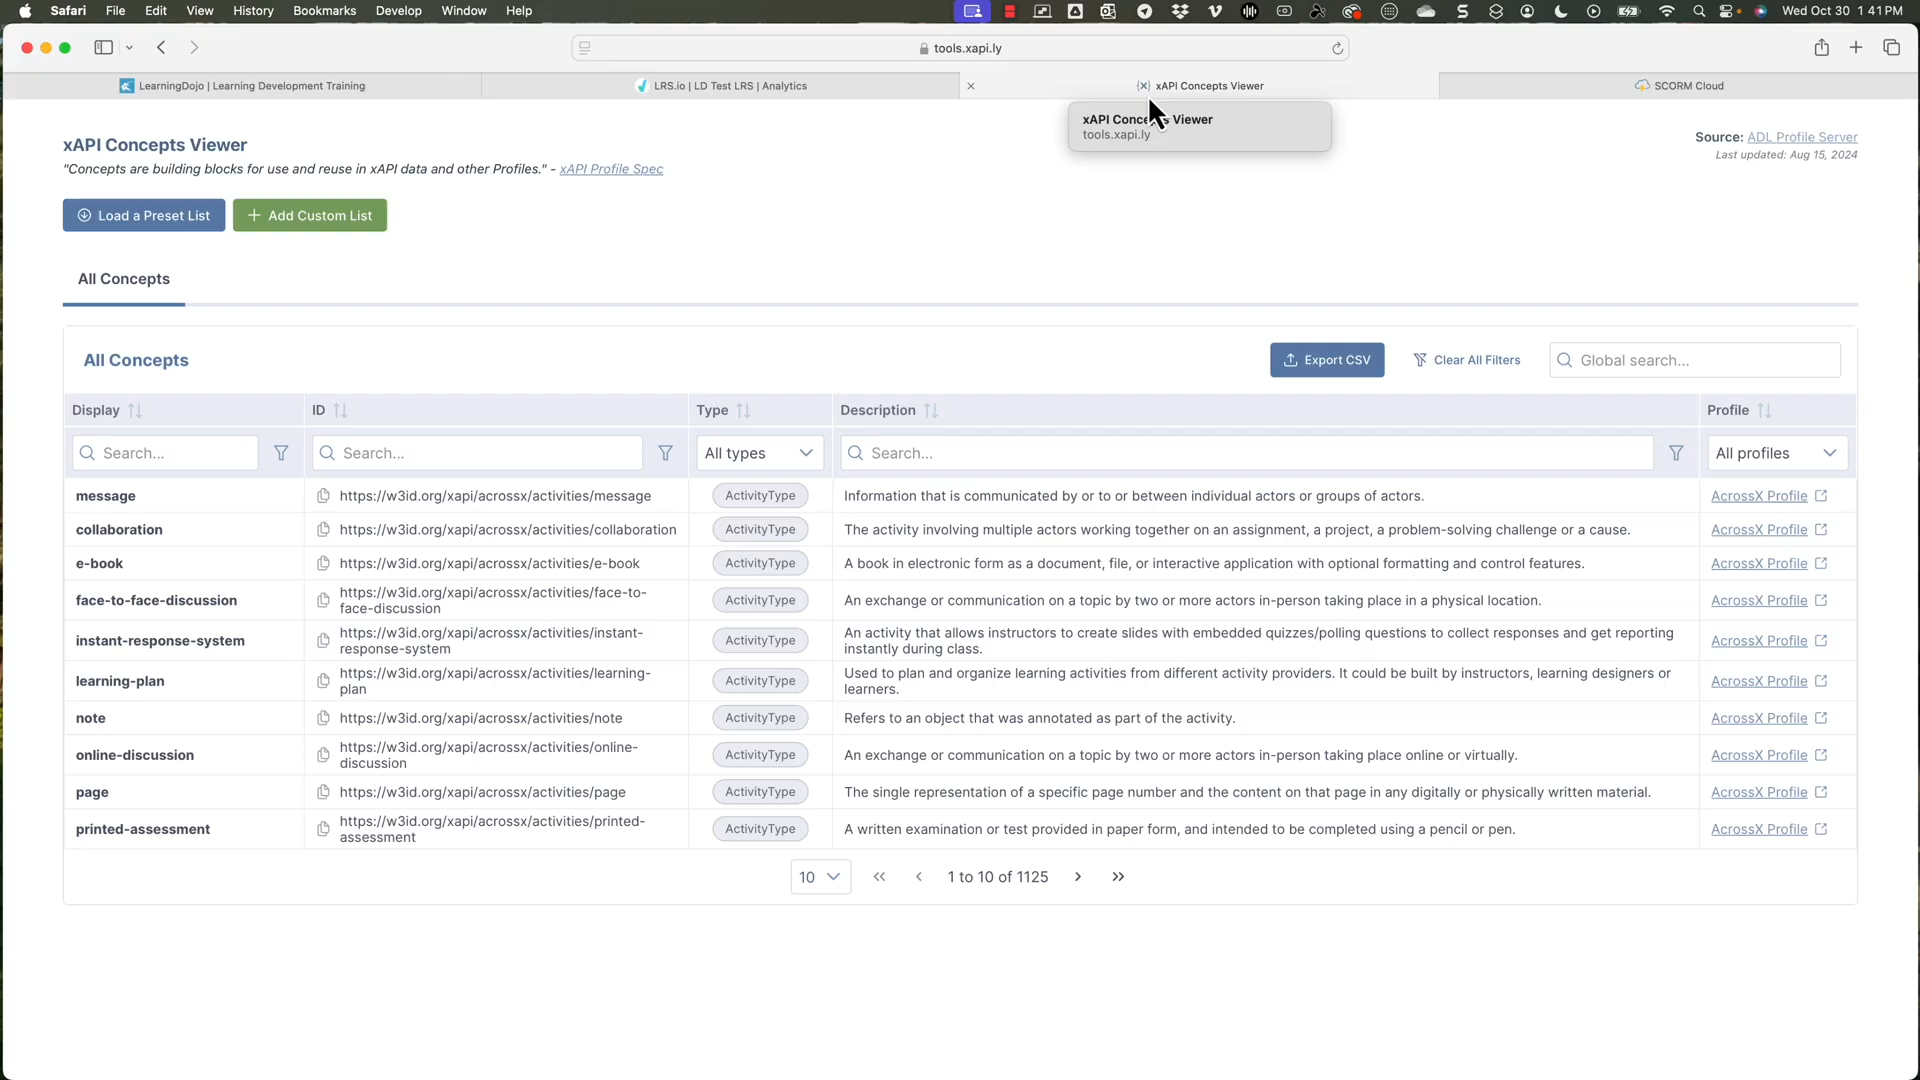 Safari File Edit View History Bookmarks Develop Window Help Wed Oct 30 1 41 PM
tools.xapi.ly
LearningDojo | Learning Development Training
LRS.io | LD Test LRS | Analytics
xAPI Concepts Viewer
SCORM Cloud
xAPI Viewer
tools.xapi.ly
xAPI Concepts Viewer
Source: ADL Profile Server
"Concepts are building blocks for use and reuse in xAPI data and other Profiles." - xAPI Profile Spec
Last updated: Aug 15, 2024
Load a Preset List
Add Custom List
All Concepts
All Concepts
Export CSV
Clear All Filters
Global search...
Display ID Type Description Profile
Search... Search... All types Search... All profiles
message https://w3id.org/xapi/acrossx/activities/message ActivityType Information that is communicated by or to or between individual actors or groups of actors. AcrossX Profile
collaboration https://w3id.org/xapi/acrossx/activities/collaboration ActivityType The activity involving multiple actors working together on an assignment, a project, a problem-solving challenge or a cause. AcrossX Profile
e-book https://w3id.org/xapi/acrossx/activities/e-book ActivityType A book in electronic form as a document, file, or interactive application with optional formatting and control features. AcrossX Profile
face-to-face-discussion
https://w3id.org/xapi/acrossx/activities/face-to-
face-discussion
ActivityType An exchange or communication on a topic by two or more actors in-person taking place in a physical location. AcrossX Profile
instant-response-system
https://w3id.org/xapi/acrossx/activities/instant-
response-system
ActivityType
An activity that allows instructors to create slides with embedded quizzes/polling questions to collect responses and get reporting
instantly during class.
AcrossX Profile
learning-plan
https://w3id.org/xapi/acrossx/activities/learning-
plan
ActivityType
Used to plan and organize learning activities from different activity providers. It could be built by instructors, learning designers or
learners.
AcrossX Profile
note https://w3id.org/xapi/acrossx/activities/note ActivityType Refers to an object that was annotated as part of the activity. AcrossX Profile
online-discussion
https://w3id.org/xapi/acrossx/activities/online-
discussion
ActivityType An exchange or communication on a topic by two or more actors in-person taking place online or virtually. AcrossX Profile
page https://w3id.org/xapi/acrossx/activities/page ActivityType The single representation of a specific page number and the content on that page in any digitally or physically written material. AcrossX Profile
printed-assessment
https://w3id.org/xapi/acrossx/activities/printed-
assessment
ActivityType A written examination or test provided in paper form, and intended to be completed using a pencil or pen. AcrossX Profile
10 1 to 10 of 1125